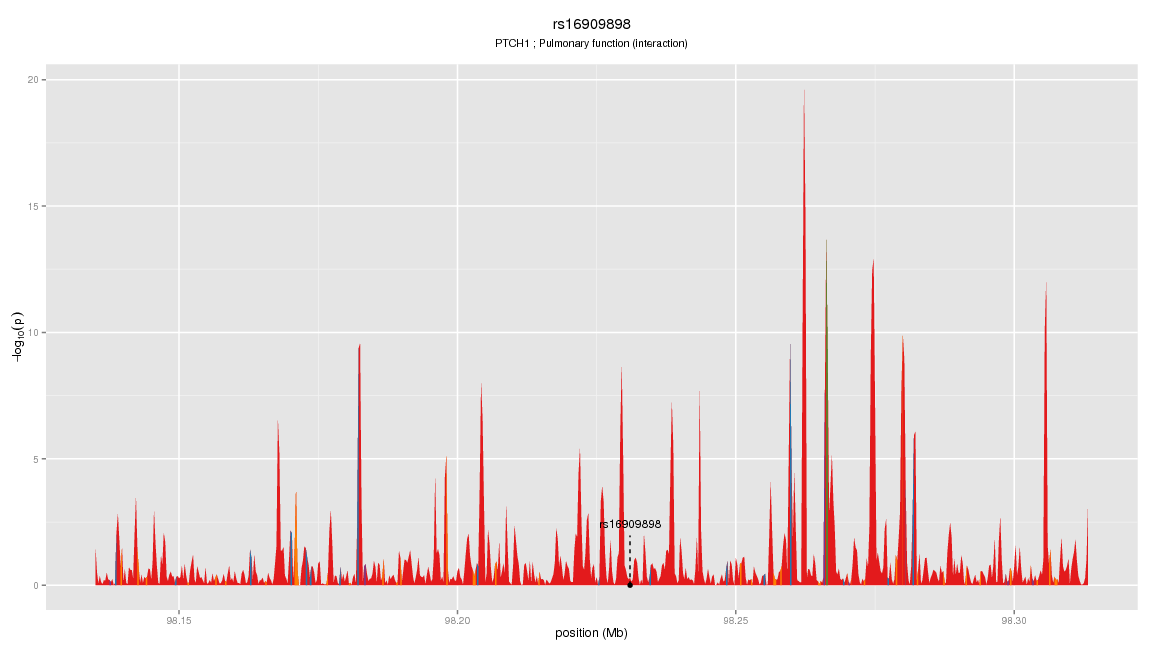 rs16909898
PTCH1 ; Pulmonary function (interaction)
20
15
10
5
0
−log10(p)
rs16909898
98.15
98.20
98.25
98.30
position (Mb)